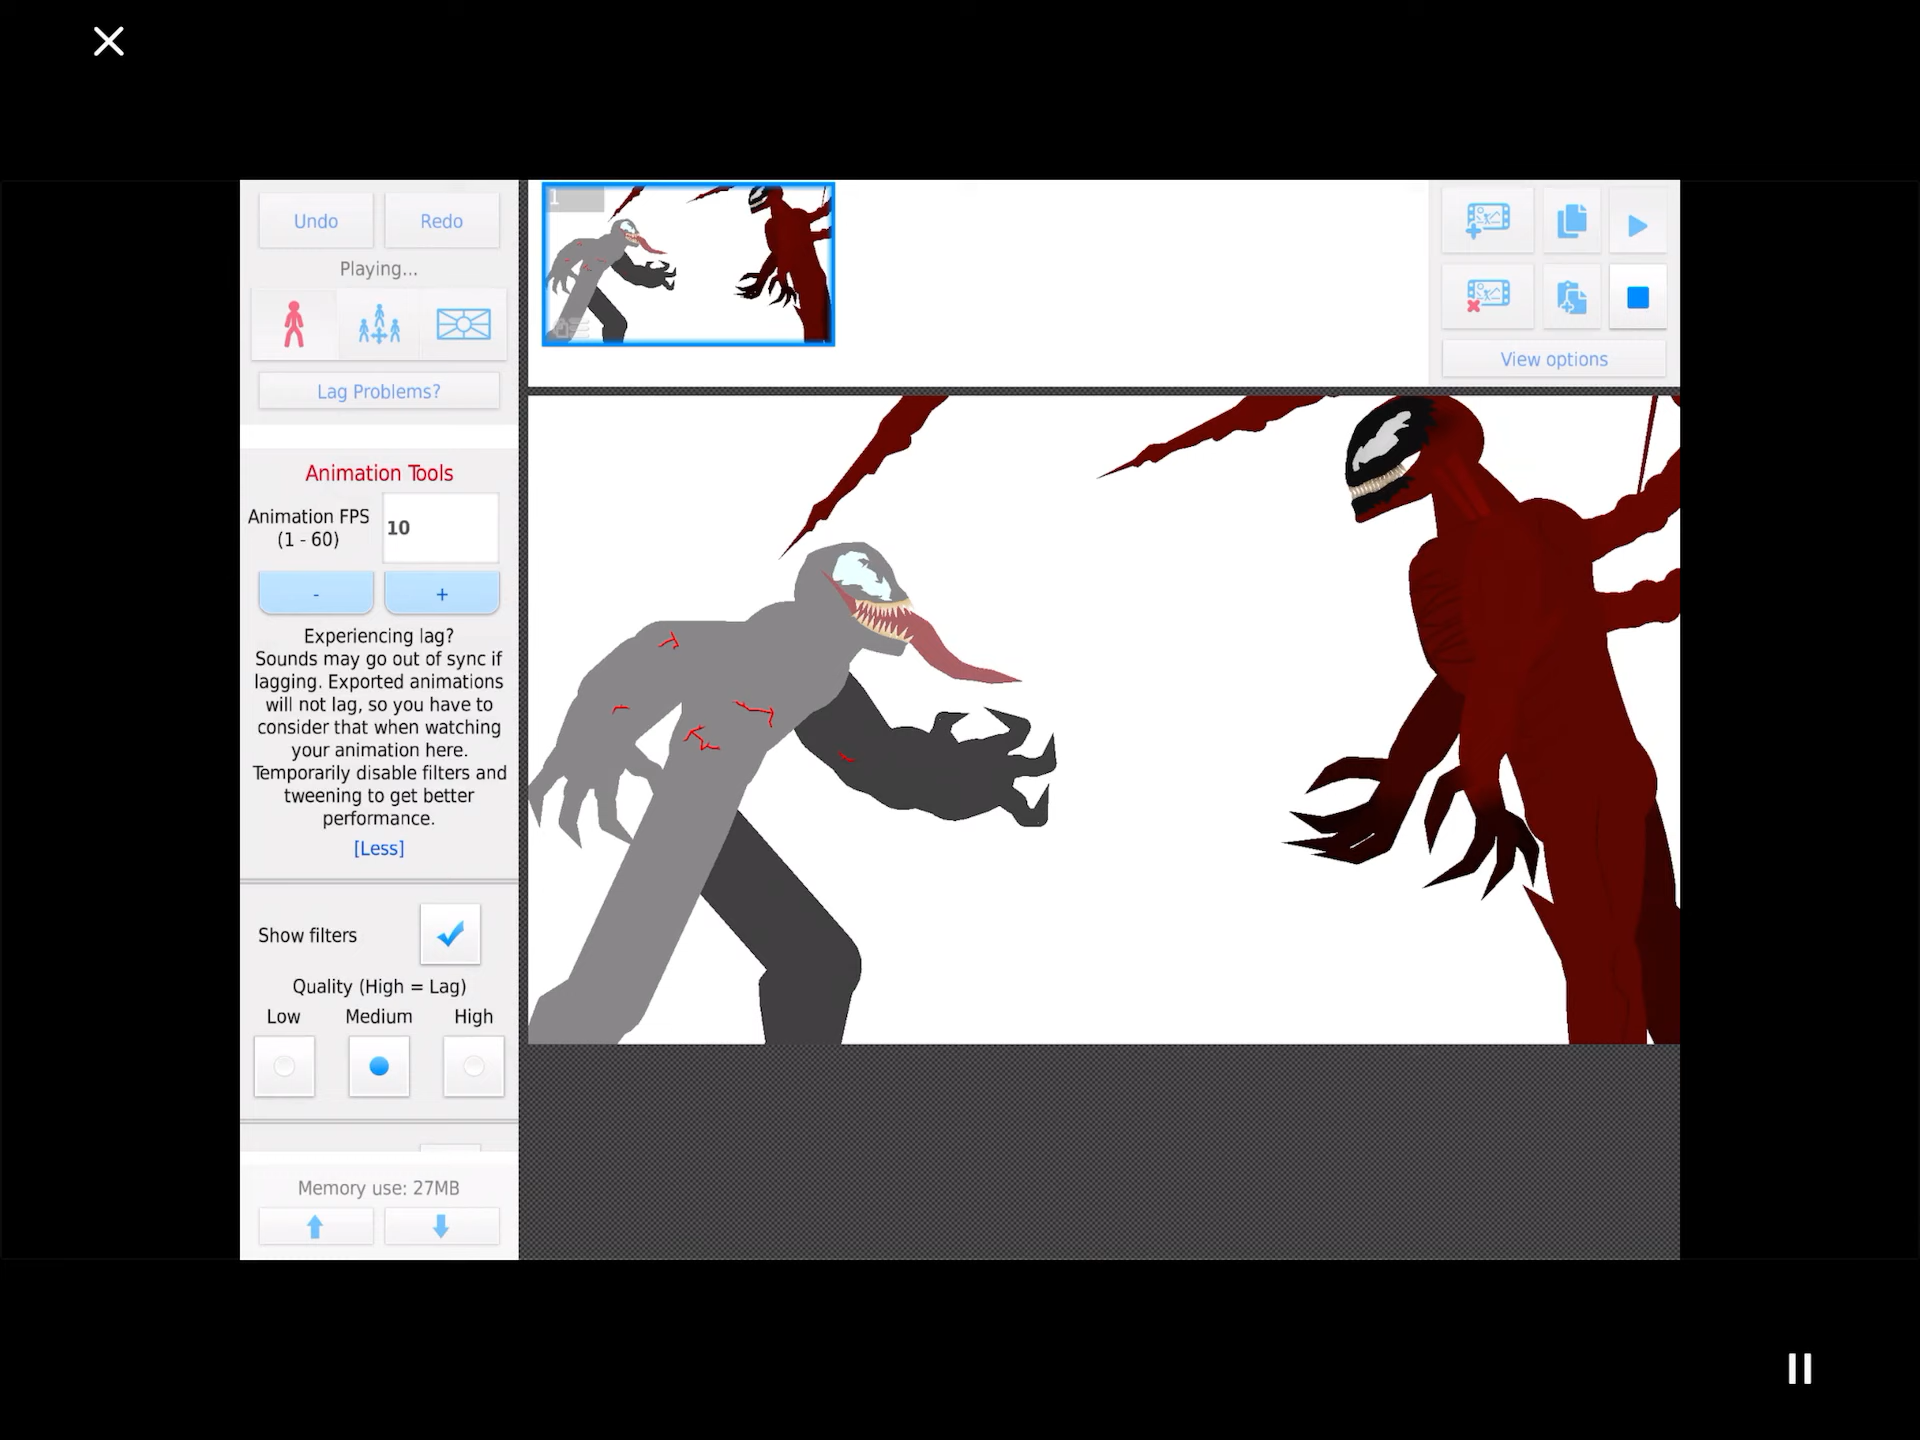 Undo
Redo
Playing...
Lag Problems?
1
View options
Animation Tools
Animation FPS
(1 - 60)
10
-
+
Experiencing lag?
Sounds may go out of sync if
lagging. Exported animations
will not lag, so you have to
consider that when watching
your animation here.
Temporarily disable filters and
tweening to get better
performance.
[Less]
Show filters
Quality (High = Lag)
Low
Medium
High
Memory use: 27MB